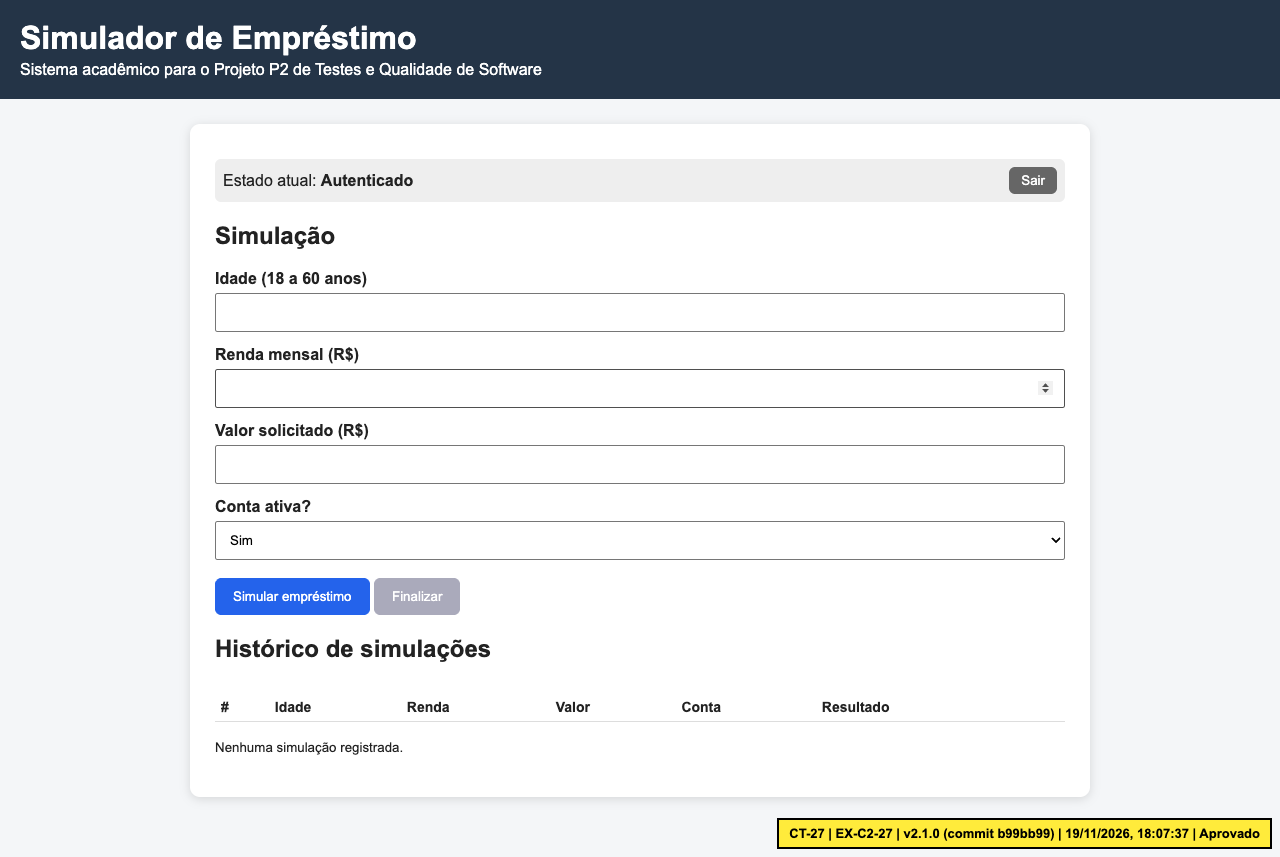 Simulador de Empréstimo
Sistema acadêmico para o Projeto P2 de Testes e Qualidade de Software
Estado atual: Autenticado
Sair
Simulação
Idade (18 a 60 anos)
Renda mensal (R$)
Valor solicitado (R$)
Conta ativa?
Sim
Simular empréstimo Finalizar
Histórico de simulações
# Idade Renda Valor Conta Resultado
Nenhuma simulação registrada.
CT-27 | EX-C2-27 | v2.1.0 (commit b99bb99) | 19/11/2026, 18:07:37 | Aprovado